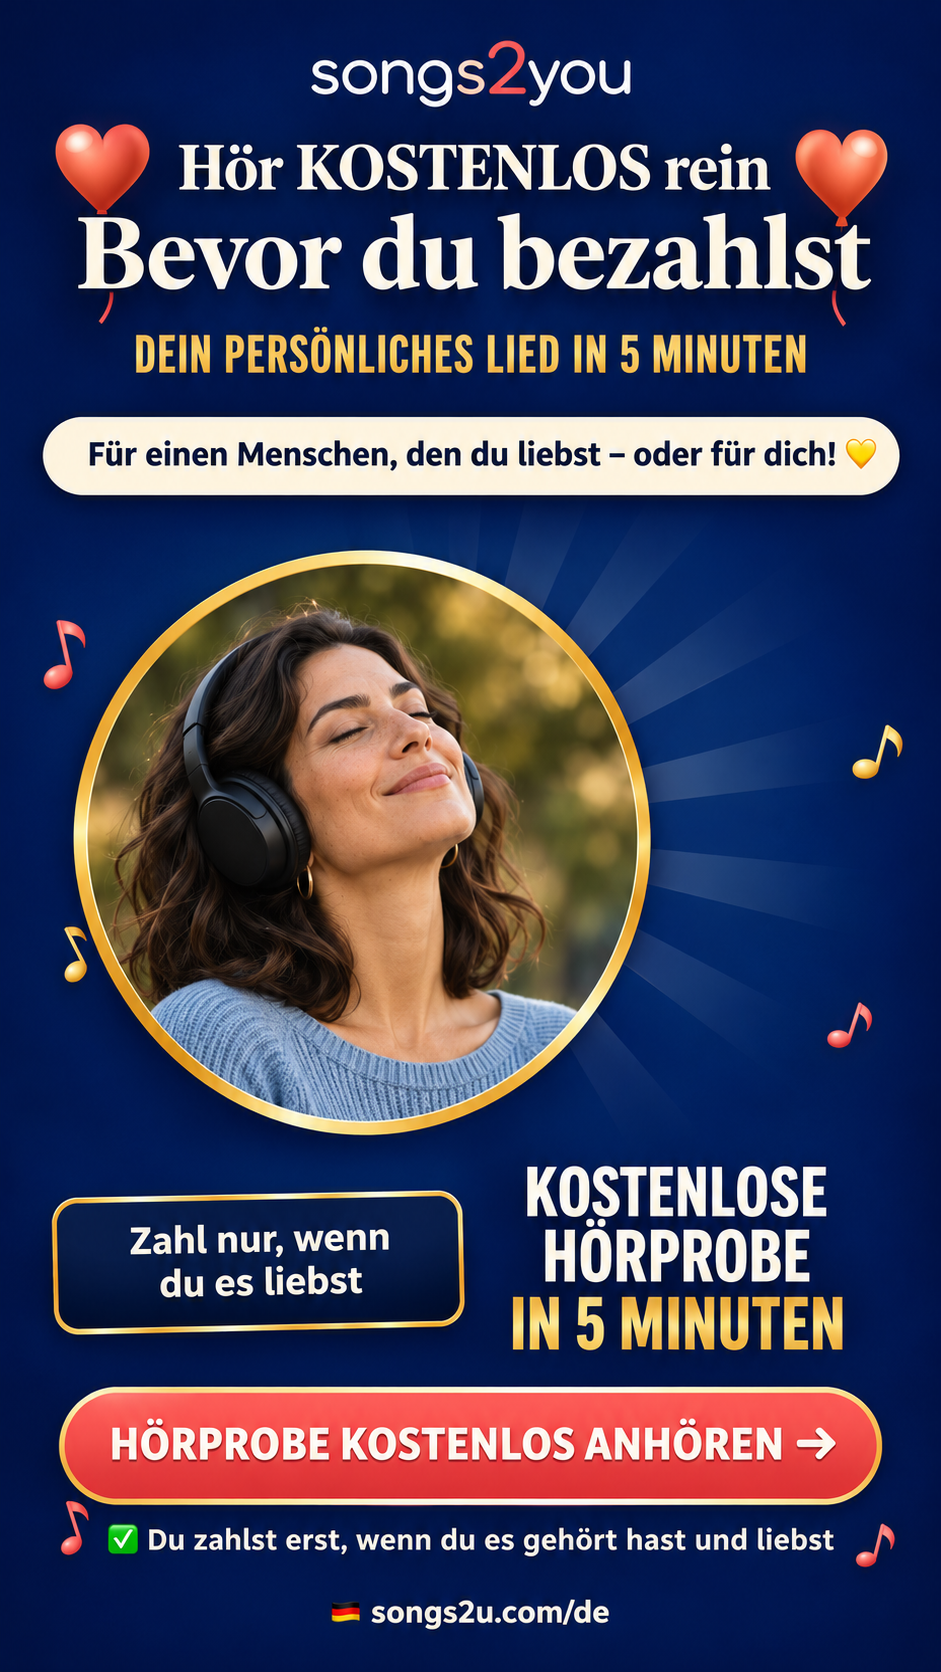 songs2you
Hör KOSTENLOS rein
Bevor du bezahlst
DEIN PERSÖNLICHES LIED IN 5 MINUTEN
Für einen Menschen, den du liebst – oder für dich! 💛
Zahl nur, wenn
du es liebst
KOSTENLOSE
HÖRPROBE
IN 5 MINUTEN
HÖRPROBE KOSTENLOS ANHÖREN →
✅ Du zahlst erst, wenn du es gehört hast und liebst
🇩🇪 songs2u.com/de